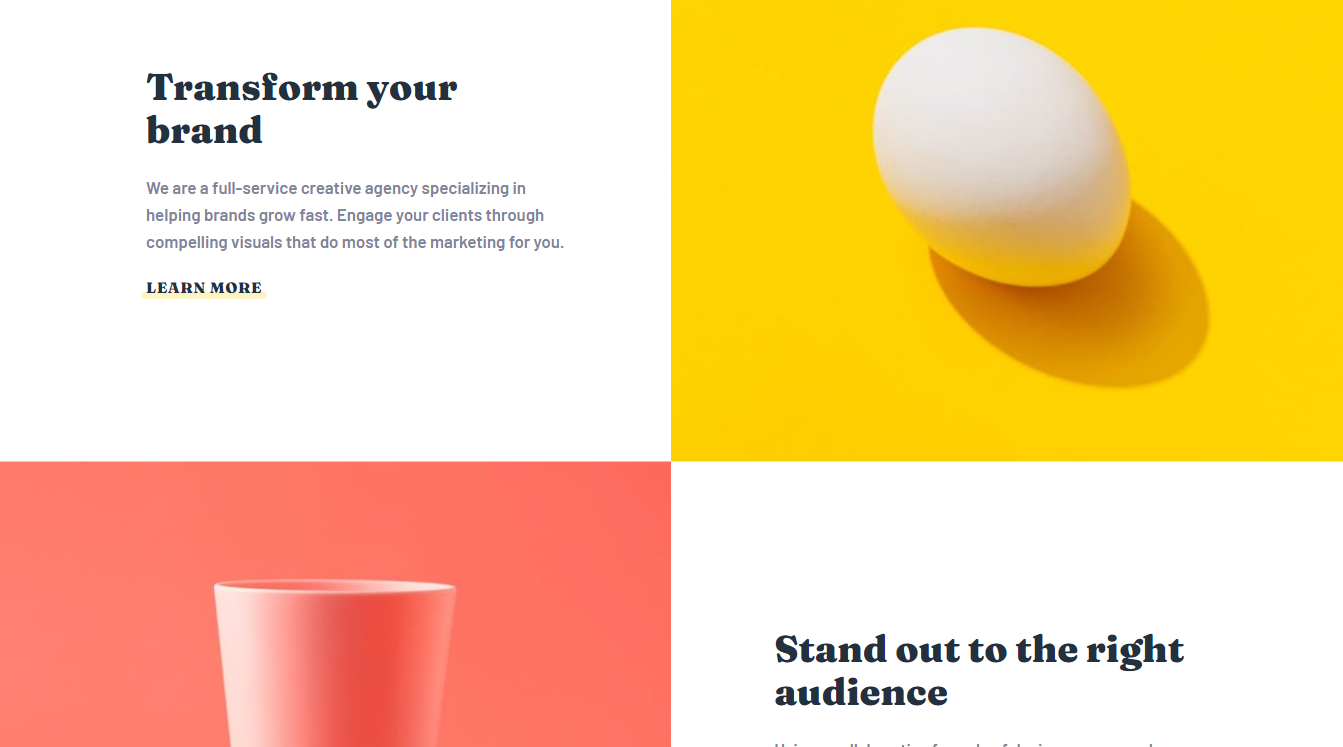 Transform your
brand
We are a full-service creative agency specializing in
helping brands grow fast. Engage your clients through
compelling visuals that do most of the marketing for you.
LEARN MORE
Stand out to the right
audience